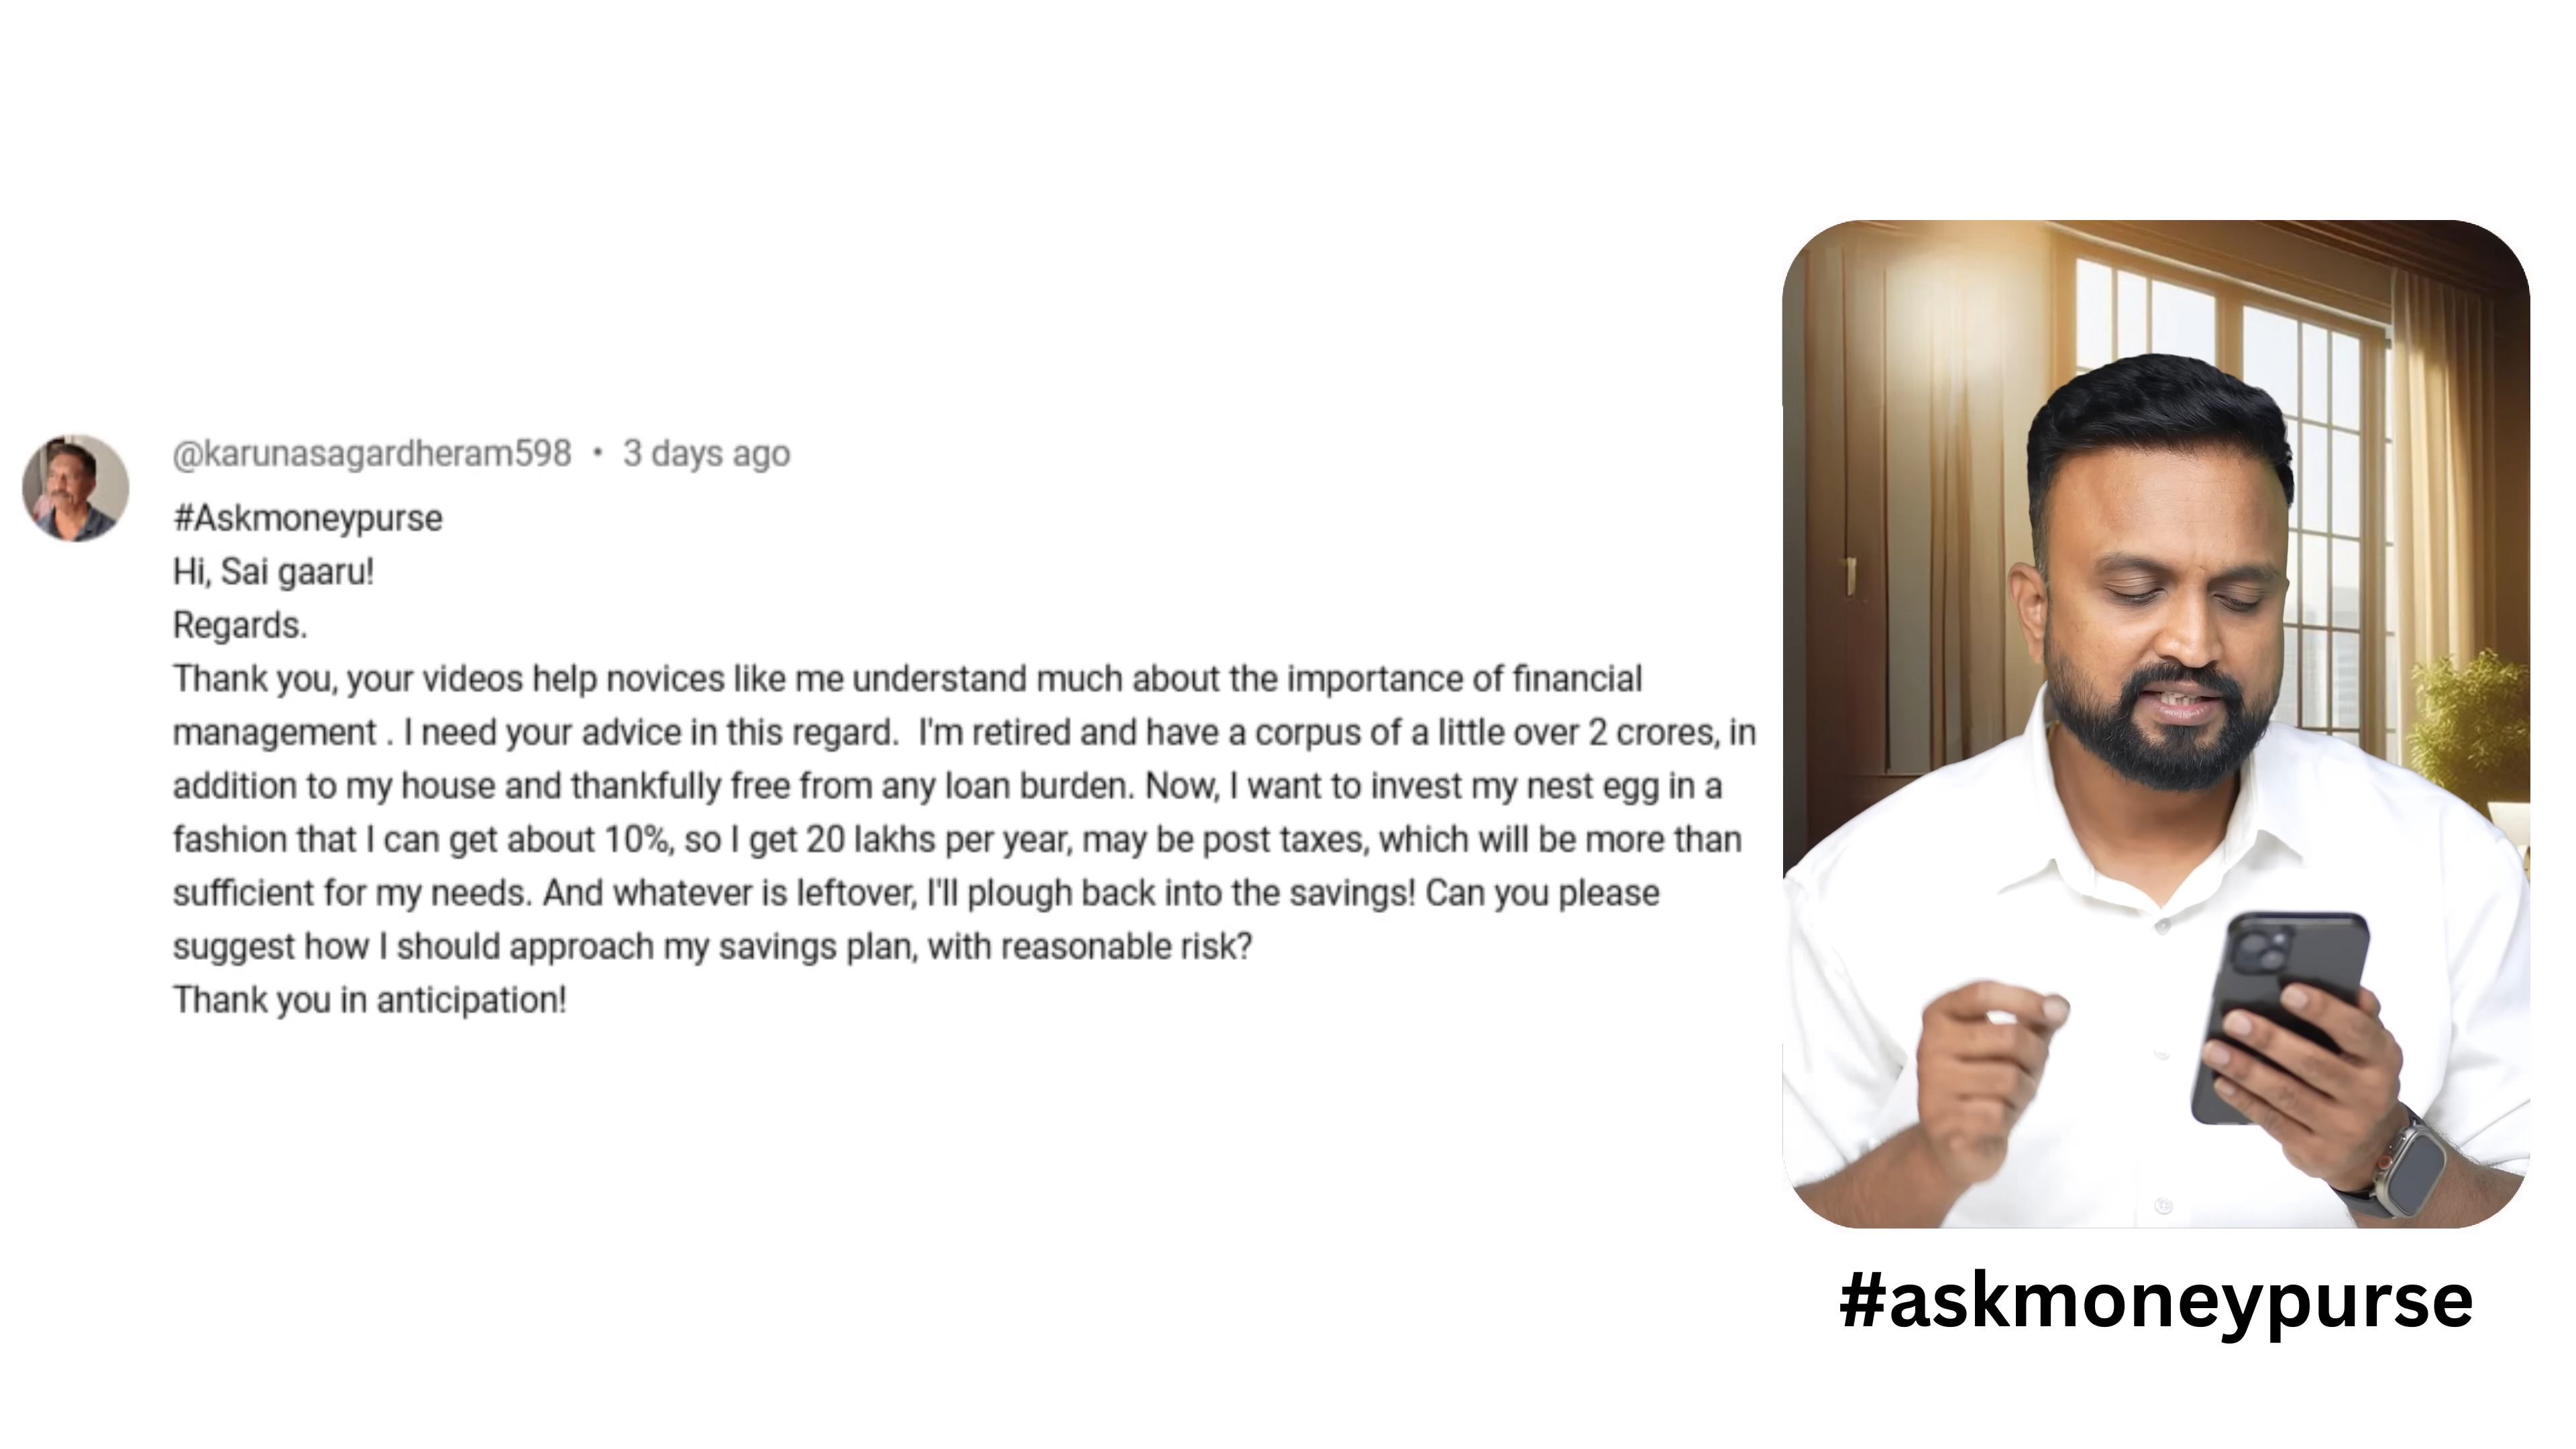 @karunasagardheram598 • 3 days ago
#Askmoneypurse
Hi, Sai gaaru!
Regards.
Thank you, your videos help novices like me understand much about the importance of financial
management . I need your advice in this regard.  I'm retired and have a corpus of a little over 2 crores, in
addition to my house and thankfully free from any loan burden. Now, I want to invest my nest egg in a
fashion that I can get about 10%, so I get 20 lakhs per year, may be post taxes, which will be more than
sufficient for my needs. And whatever is leftover, I'll plough back into the savings! Can you please
suggest how I should approach my savings plan, with reasonable risk?
Thank you in anticipation!
#askmoneypurse